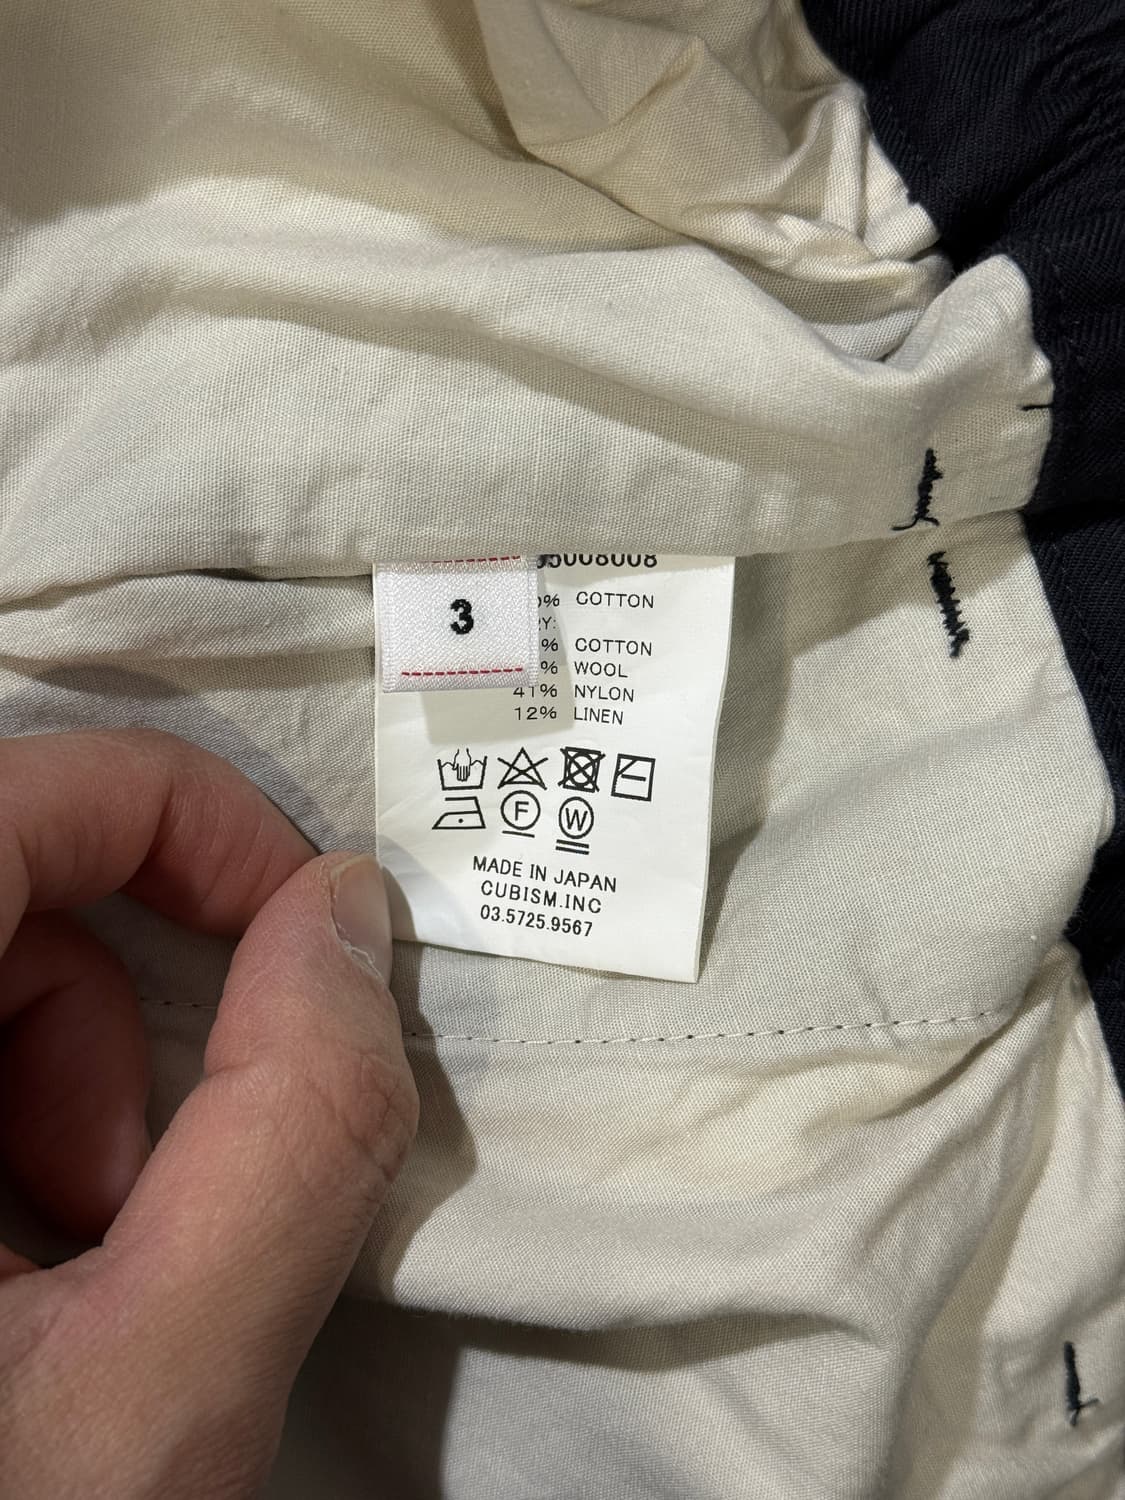 3
COTTON
COTTON
WOOL
41% NYLON
12% LINEN
F W
MADE IN JAPAN
CUBISM.INC
03.5725.9567